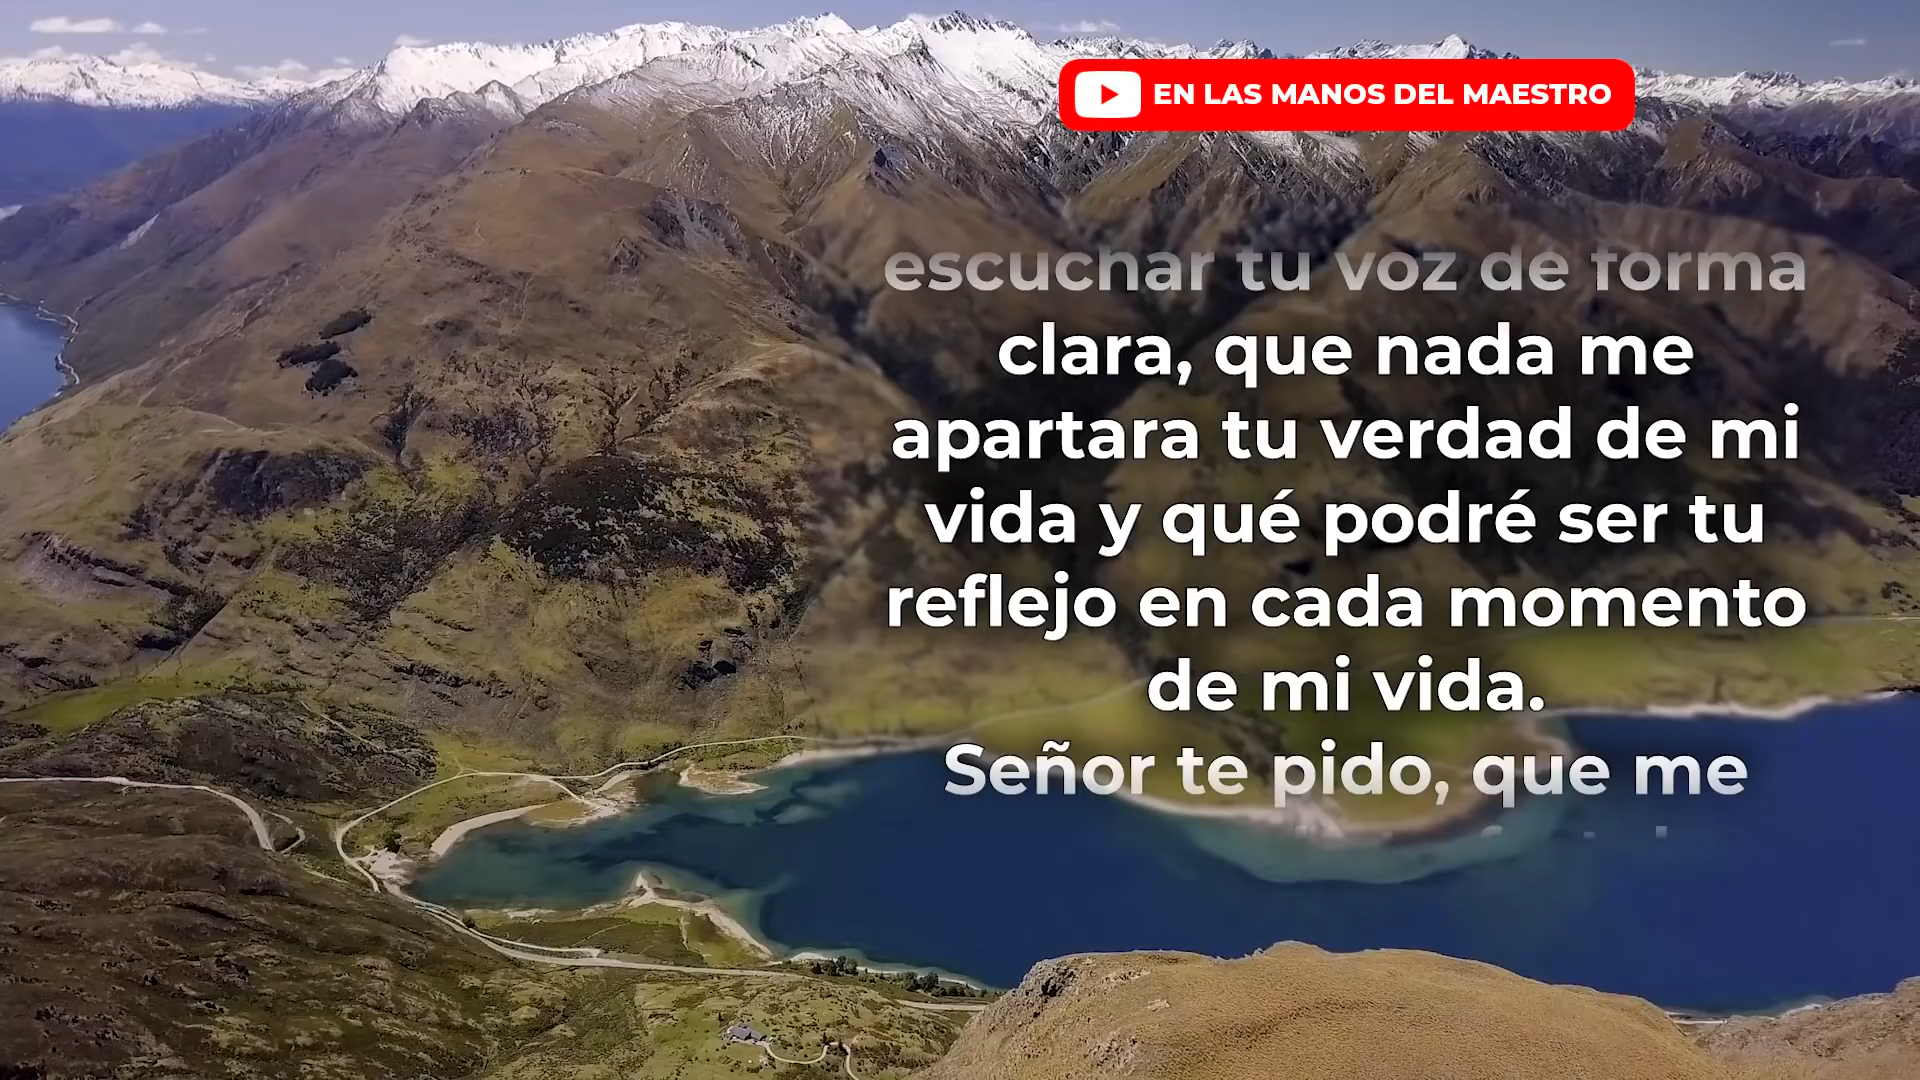 EN LAS MANOS DEL MAESTRO
escuchar tu voz de forma
clara, que nada me
apartara tu verdad de mi
vida y qué podré ser tu
reflejo en cada momento
de mi vida.
Señor te pido, que me